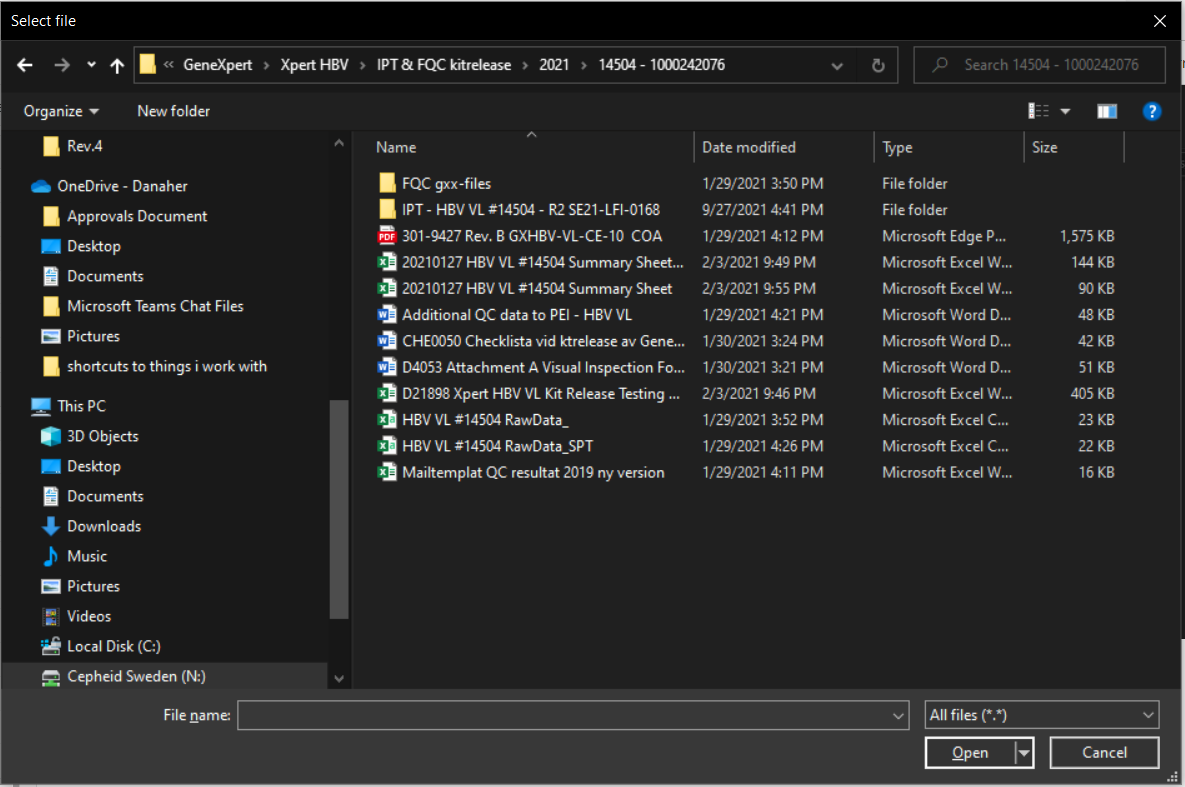 Select file
« GeneXpert › Xpert HBV › IPT & FQC kitrelease › 2021 › 14504 - 1000242076
Search 14504 - 1000242076
Organize
New folder
?
Rev.4
OneDrive - Danaher
Approvals Document
Desktop
Documents
Microsoft Teams Chat Files
Pictures
shortcuts to things i work with
This PC
3D Objects
Desktop
Documents
Downloads
Music
Pictures
Videos
Local Disk (C:)
Cepheid Sweden (N:)
Name Date modified Type Size
FQC gxx-files 1/29/2021 3:50 PM File folder
IPT - HBV VL #14504 - R2 SE21-LFI-0168 9/27/2021 4:41 PM File folder
PDF 301-9427 Rev. B GXHBV-VL-CE-10 COA 1/29/2021 4:12 PM Microsoft Edge P... 1,575 KB
20210127 HBV VL #14504 Summary Sheet... 2/3/2021 9:49 PM Microsoft Excel W... 144 KB
20210127 HBV VL #14504 Summary Sheet 2/3/2021 9:55 PM Microsoft Excel W... 90 KB
Additional QC data to PEI - HBV VL 1/29/2021 4:21 PM Microsoft Word D... 48 KB
CHE0050 Checklista vid ktrelease av Gene... 1/30/2021 3:24 PM Microsoft Word D... 42 KB
D4053 Attachment A Visual Inspection Fo... 1/30/2021 3:21 PM Microsoft Word D... 51 KB
D21898 Xpert HBV VL Kit Release Testing ... 2/3/2021 9:46 PM Microsoft Excel W... 405 KB
HBV VL #14504 RawData_ 1/29/2021 3:52 PM Microsoft Excel C... 23 KB
HBV VL #14504 RawData_SPT 1/29/2021 4:26 PM Microsoft Excel C... 22 KB
Mailtemplat QC resultat 2019 ny version 1/29/2021 4:11 PM Microsoft Excel W... 16 KB
File name:
All files (*.*)
Open
Cancel